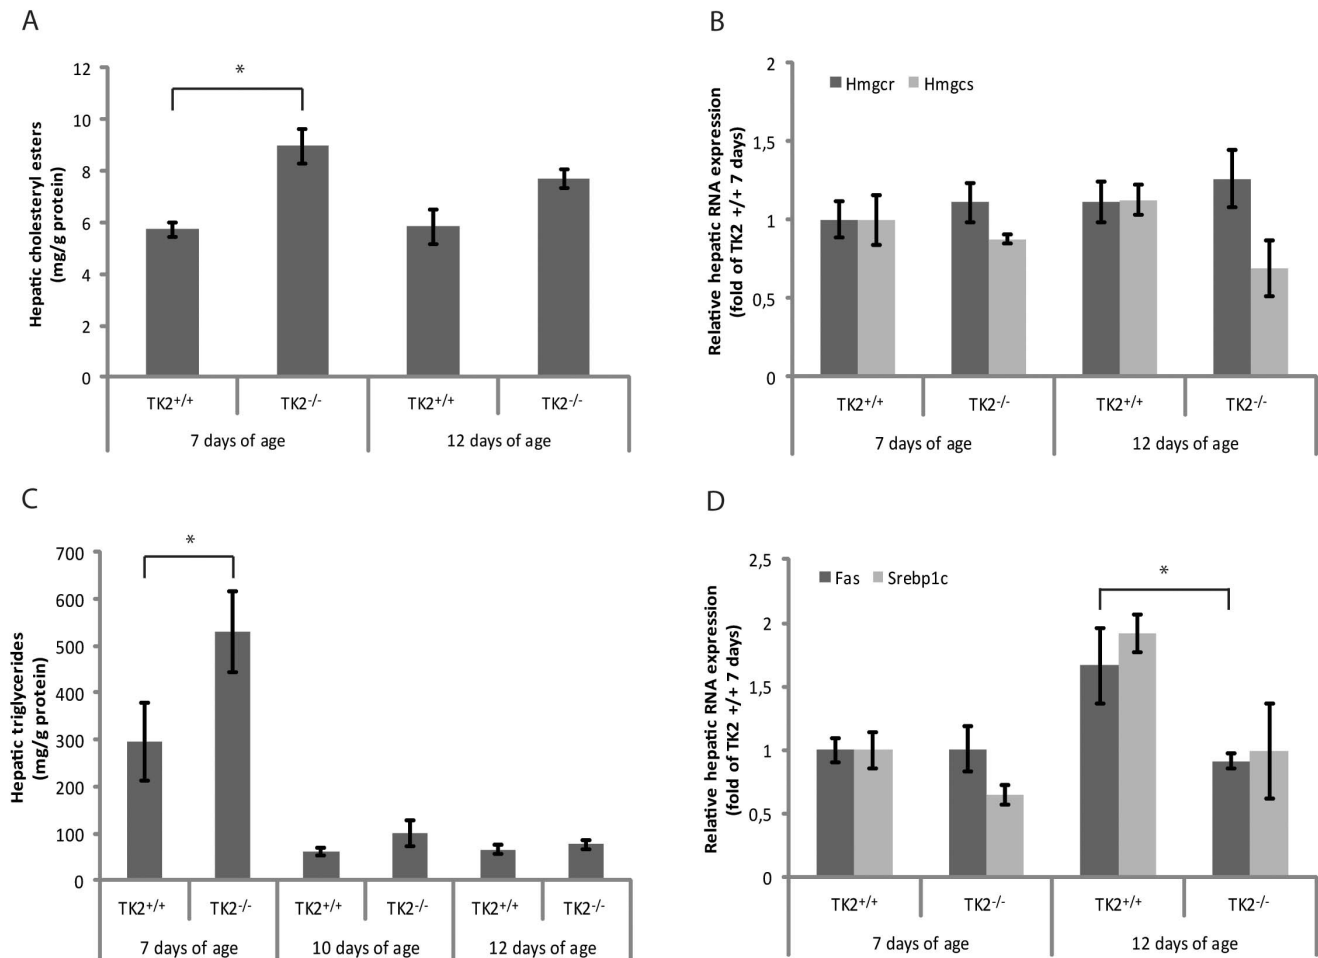 A
Hepatic cholesteryl esters
(mg/g protein)
12
10
8
6
4
2
0
*
TK2+/+ TK2-/- TK2+/+ TK2-/-
7 days of age 12 days of age
B
Relative hepatic RNA expression
(fold of TK2 +/+ 7 days)
2
1,5
1
0,5
0
Hmgcr Hmgcs
TK2+/+ TK2-/- TK2+/+ TK2-/-
7 days of age 12 days of age
C
Hepatic triglycerides
(mg/g protein)
700
600
500
400
300
200
100
0
*
TK2+/+ TK2-/- TK2+/+ TK2-/- TK2+/+ TK2-/-
7 days of age 10 days of age 12 days of age
D
Relative hepatic RNA expression
(fold of TK2 +/+ 7 days)
2,5
2
1,5
1
0,5
0
Fas Srebp1c
*
TK2+/+ TK2-/- TK2+/+ TK2-/-
7 days of age 12 days of age